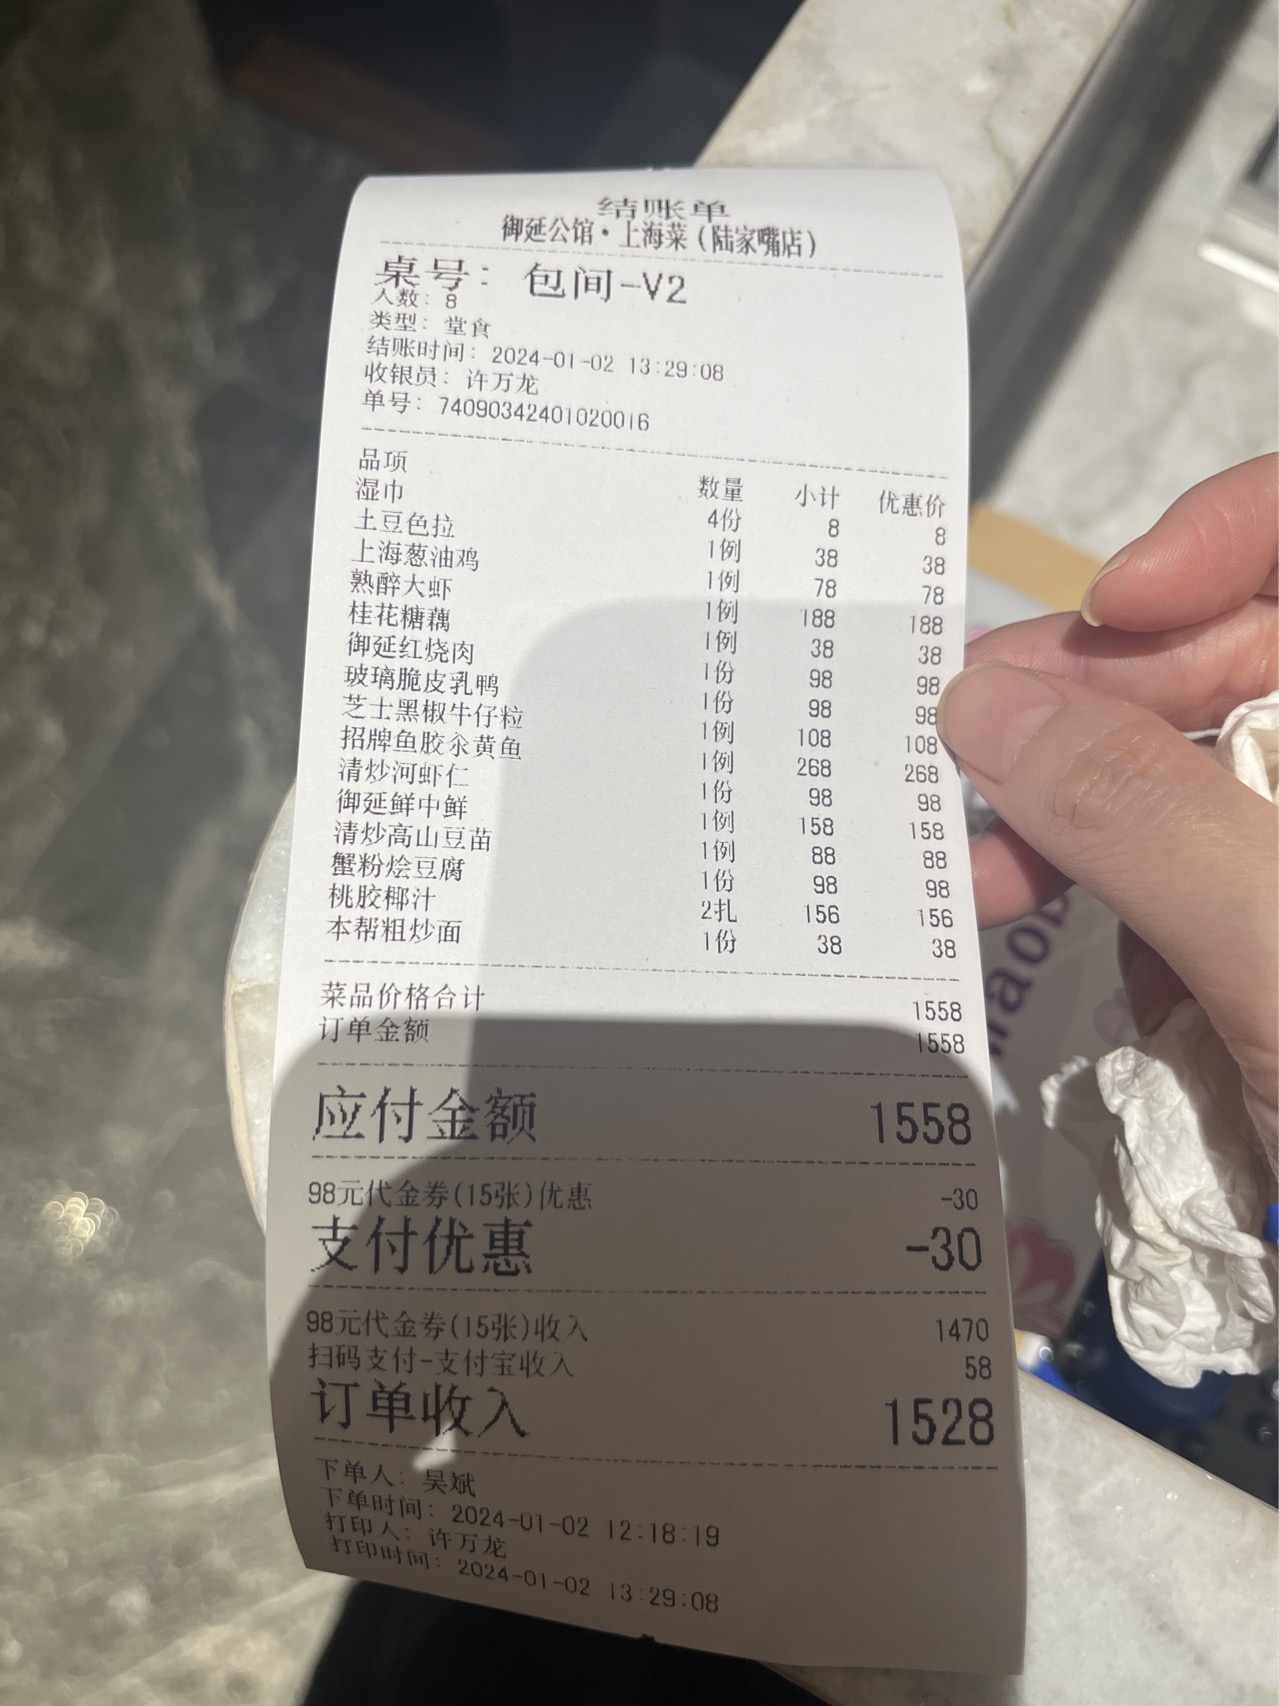 结账单
御延公馆·上海菜(陆家嘴店)
桌号: 包间-V2
人数: 8
类型: 堂食
结账时间: 2024-01-02 13:29:08
收银员: 许万龙
单号: 74090342401020016
品项 数量 小计 优惠价
湿巾 4份 8 8
土豆色拉 1例 38 38
上海葱油鸡 1例 78 78
熟醉大虾 1例 188 188
桂花糖藕 1例 38 38
御延红烧肉 1份 98 98
玻璃脆皮乳鸭 1份 98 98
芝士黑椒牛仔粒 1例 108 108
招牌鱼胶汆黄鱼 1例 268 268
清炒河虾仁 1份 98 98
御延鲜中鲜 1例 158 158
清炒高山豆苗 1例 88 88
蟹粉烩豆腐 1份 98 98
桃胶椰汁 2扎 156 156
本帮粗炒面 1份 38 38
菜品价格合计 1558
订单金额 1558
应付金额 1558
98元代金券(15张)优惠 -30
支付优惠 -30
98元代金券(15张)收入 1470
扫码支付-支付宝收入 58
订单收入 1528
下单人: 吴斌
下单时间: 2024-01-02 12:18:19
打印人: 许万龙
打印时间: 2024-01-02 13:29:08